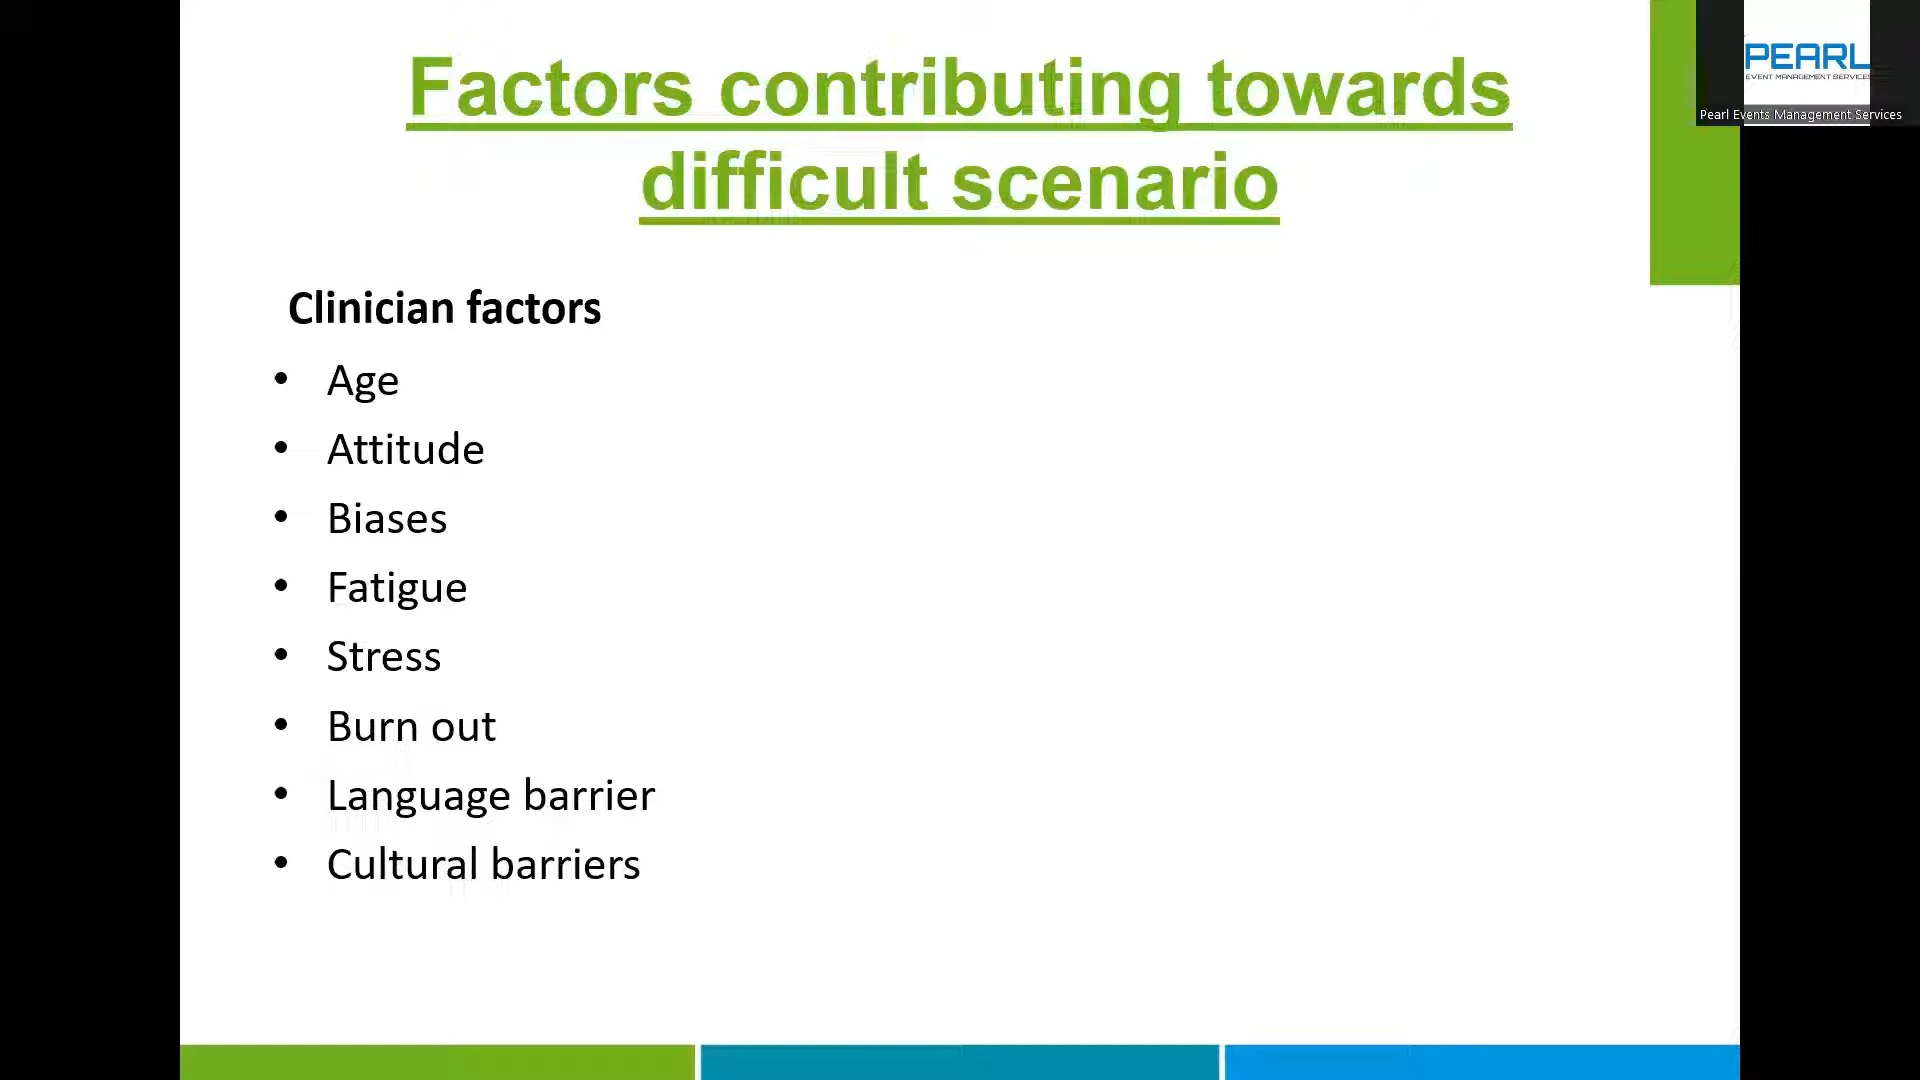 Factors contributing towards
difficult scenario
PEARL
EVENT MANAGEMENT SERVICES
Pearl Events Management Services
Clinician factors
• Age
• Attitude
• Biases
• Fatigue
• Stress
• Burn out
• Language barrier
• Cultural barriers